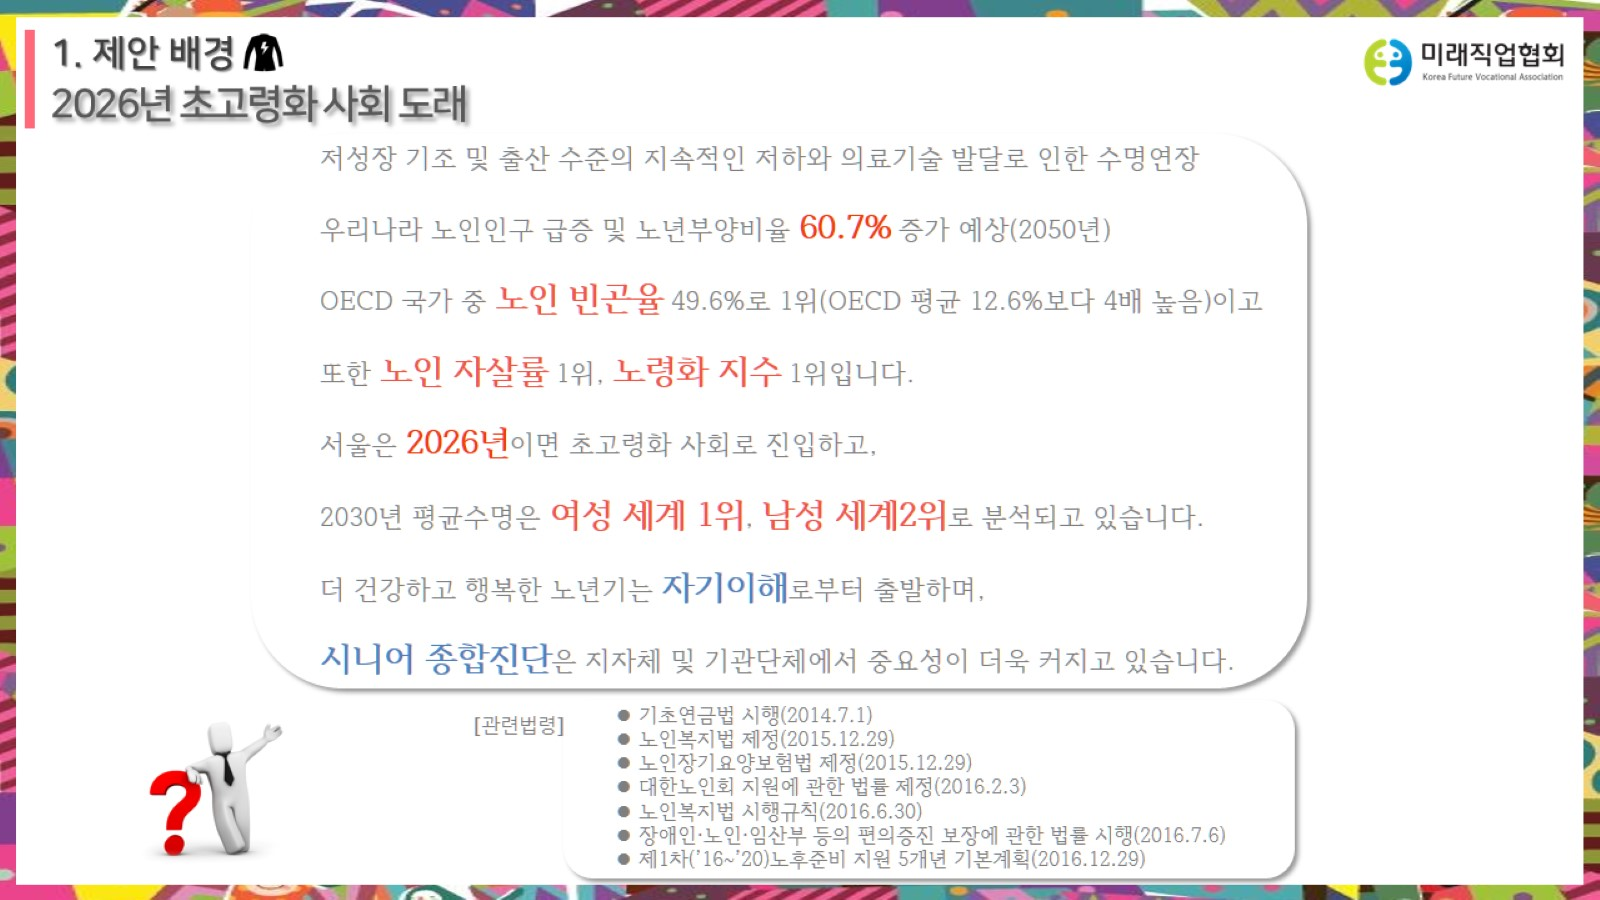 1. 제안 배경
2026년 초고령화 사회 도래
미래직업협회
Korea Future Vocational Association
저성장 기조 및 출산 수준의 지속적인 저하와 의료기술 발달로 인한 수명연장
우리나라 노인인구 급증 및 노년부양비율 60.7% 증가 예상(2050년)
OECD 국가 중 노인 빈곤율 49.6%로 1위(OECD 평균 12.6%보다 4배 높음)이고
또한 노인 자살률 1위, 노령화 지수 1위입니다.
서울은 2026년이면 초고령화 사회로 진입하고,
2030년 평균수명은 여성 세계 1위, 남성 세계2위로 분석되고 있습니다.
더 건강하고 행복한 노년기는 자기이해로부터 출발하며,
시니어 종합진단은 지자체 및 기관단체에서 중요성이 더욱 커지고 있습니다.
[관련법령]
● 기초연금법 시행(2014.7.1)
● 노인복지법 제정(2015.12.29)
● 노인장기요양보험법 제정(2015.12.29)
● 대한노인회 지원에 관한 법률 제정(2016.2.3)
● 노인복지법 시행규칙(2016.6.30)
● 장애인·노인·임산부 등의 편의증진 보장에 관한 법률 시행(2016.7.6)
● 제1차('16~'20)노후준비 지원 5개년 기본계획(2016.12.29)